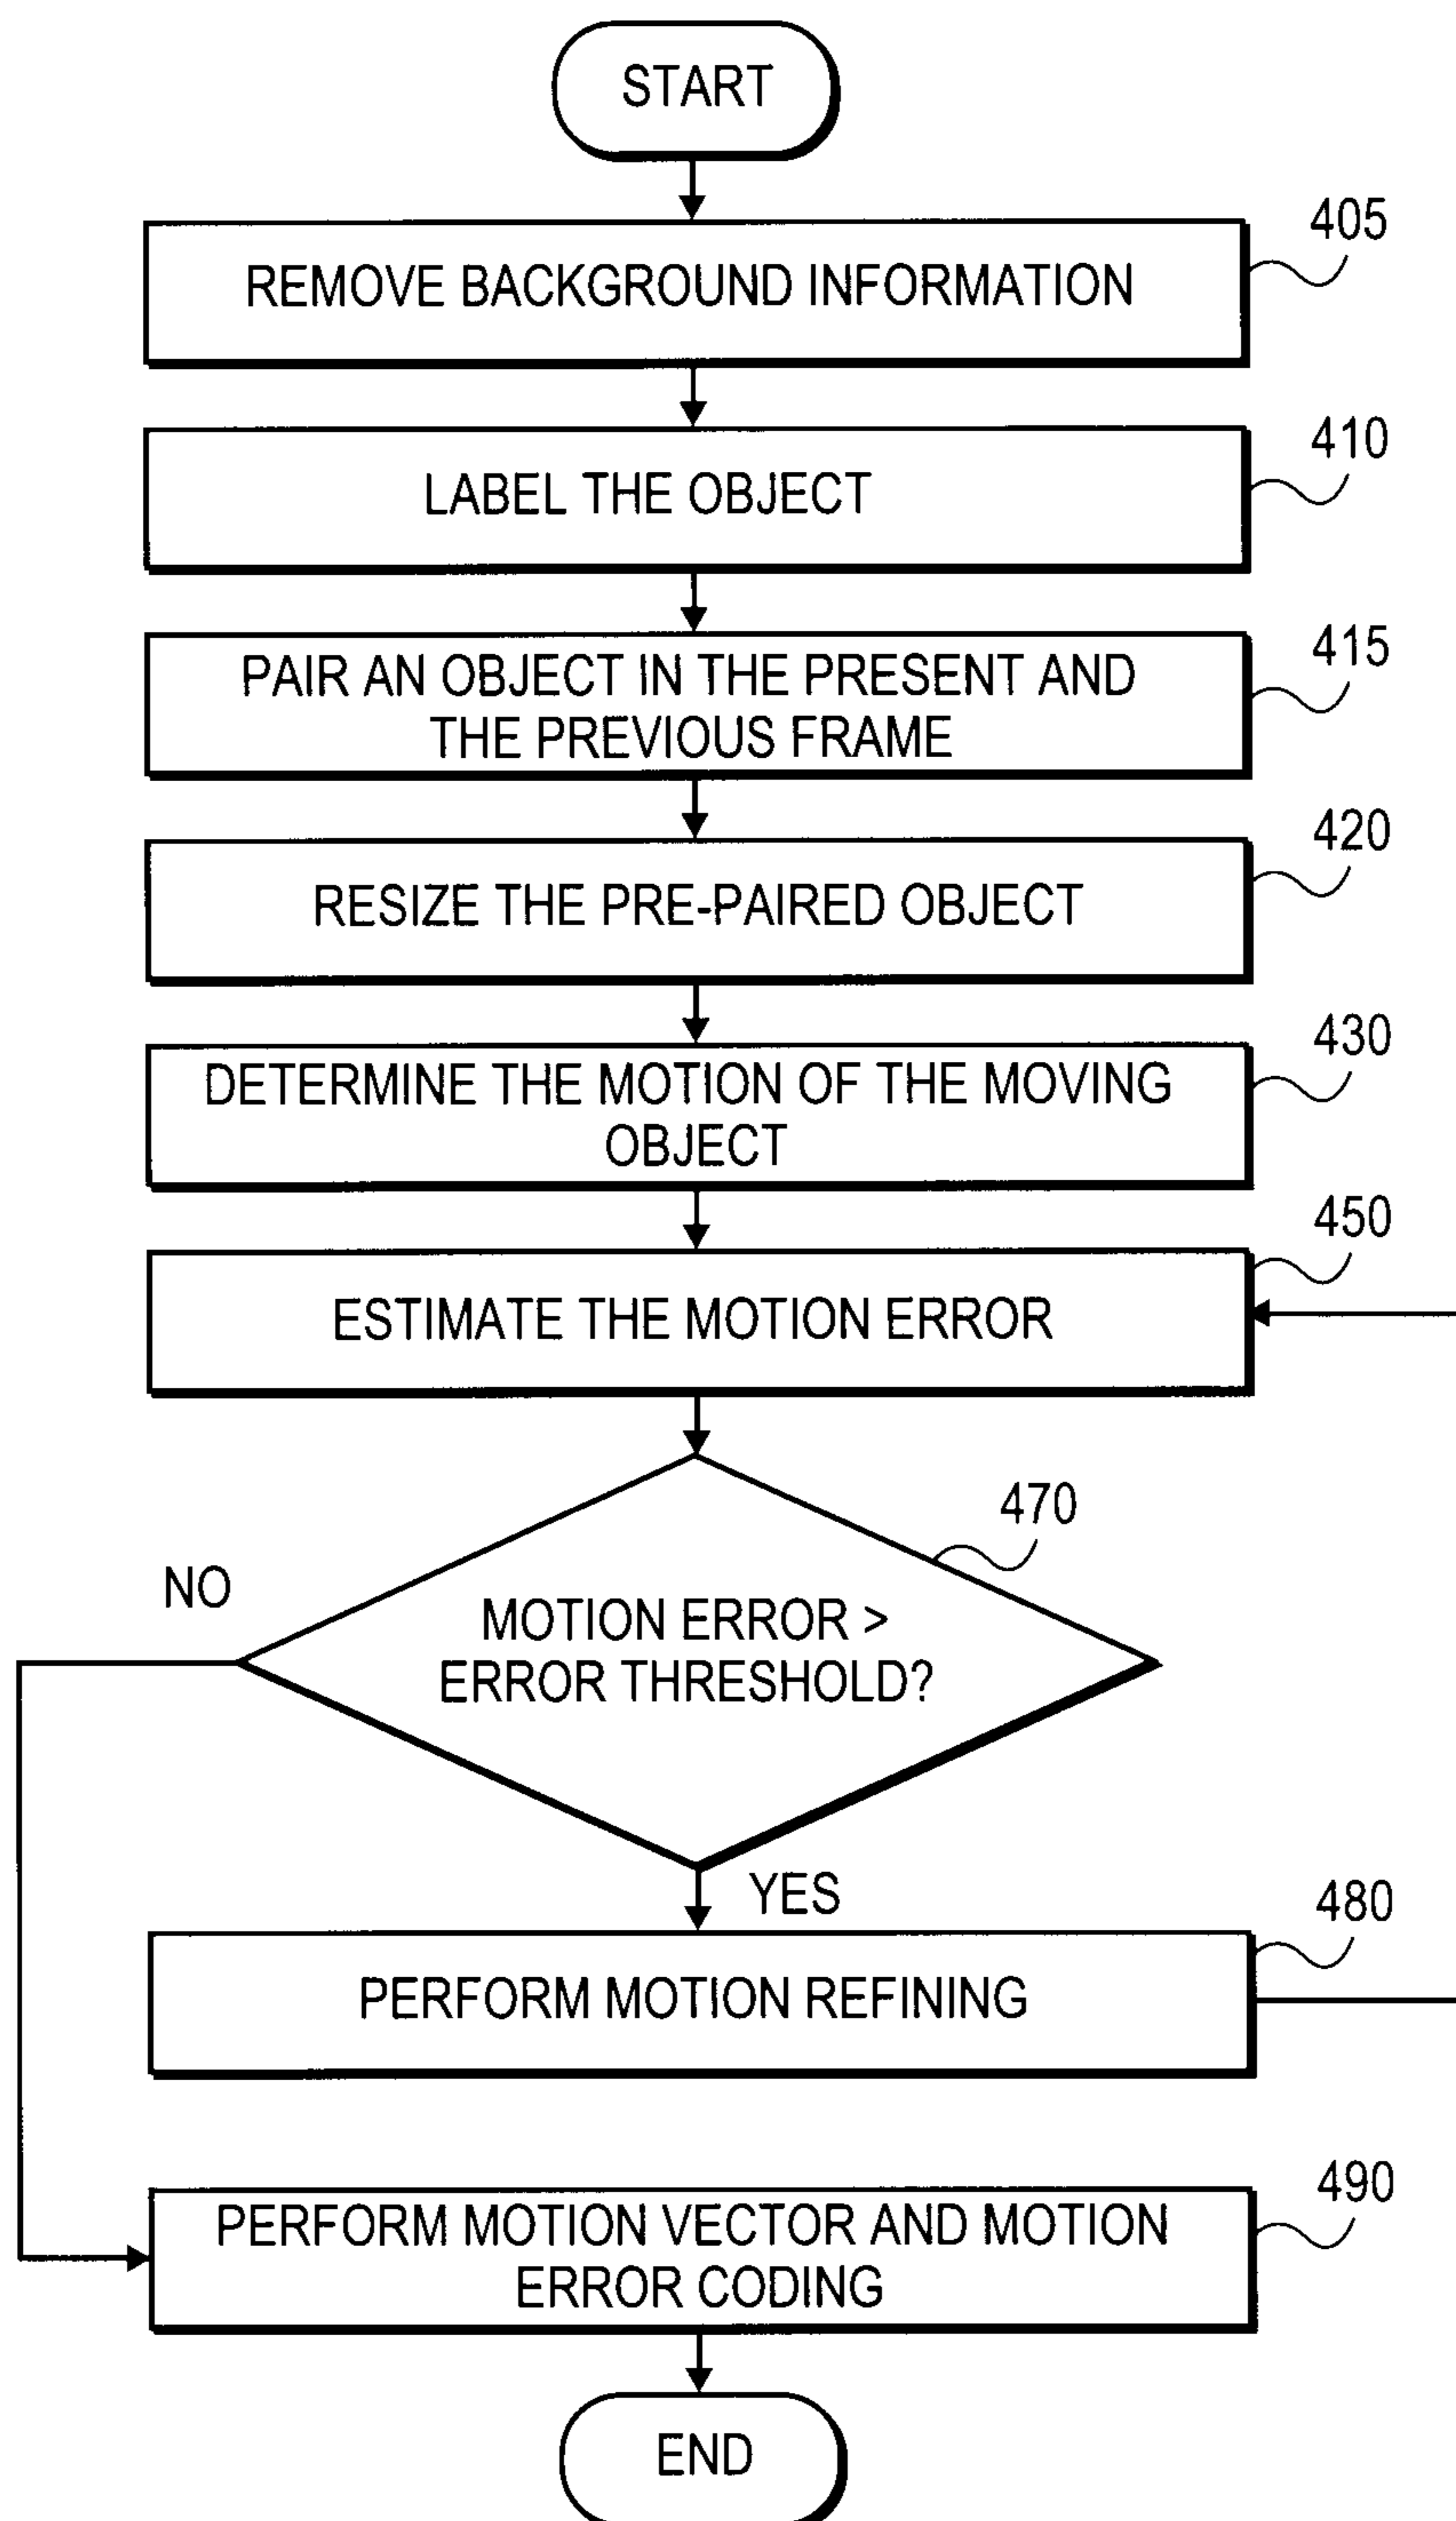 START
REMOVE BACKGROUND INFORMATION
405
LABEL THE OBJECT
410
PAIR AN OBJECT IN THE PRESENT AND
THE PREVIOUS FRAME
415
RESIZE THE PRE-PAIRED OBJECT
420
DETERMINE THE MOTION OF THE MOVING
OBJECT
430
ESTIMATE THE MOTION ERROR
450
MOTION ERROR >
ERROR THRESHOLD?
470
NO
YES
PERFORM MOTION REFINING
480
PERFORM MOTION VECTOR AND MOTION
ERROR CODING
490
END